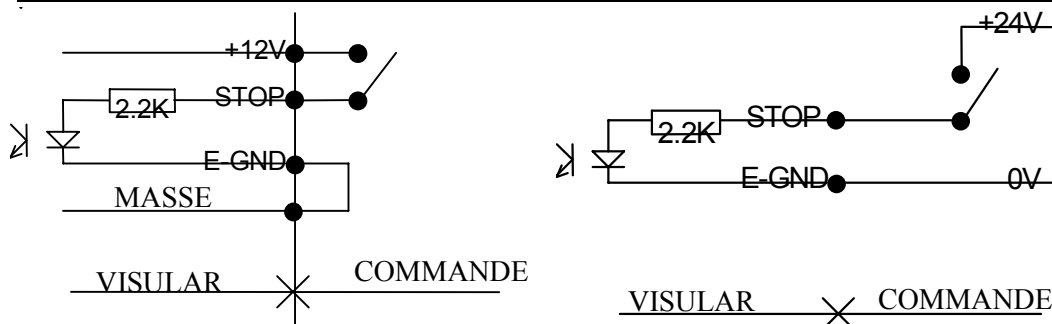 +12V
STOP
2.2K
E-GND
MASSE
VISULAR COMMANDE
+24V
STOP
2.2K
E-GND 0V
VISULAR COMMANDE